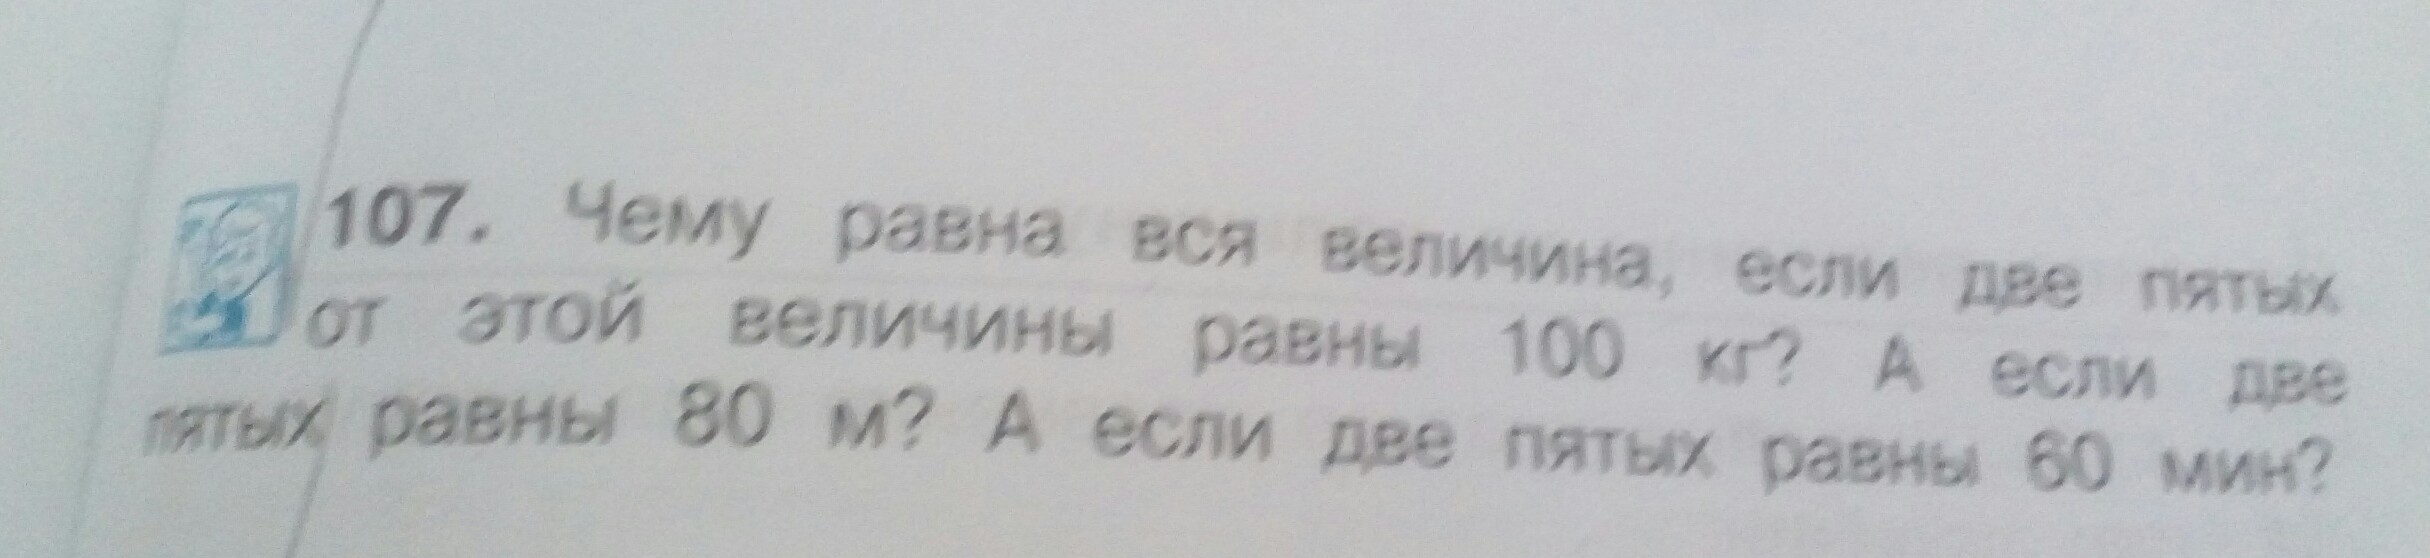 107. Чему равна вся величина, если две пятых
от этой величины равны 100 кг? А если две
пятых равны 80 м? А если две пятых равны 60 мин?